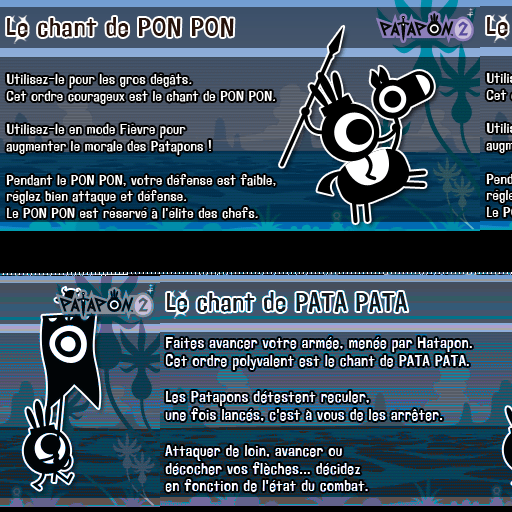 Le chant de PON PON
PATAPON 2
Le
Utilisez-le pour les gros dégâts.
Cet ordre courageux est le chant de PON PON.
Utilisez-le en mode Fièvre pour
augmenter le morale des Patapons !
Pendant le PON PON, votre défense est faible,
réglez bien attaque et défense.
Le PON PON est réservé à l'élite des chefs.
PATAPON 2
Le chant de PATA PATA
Faites avancer votre armée, menée par Hatapon.
Cet ordre polyvalent est le chant de PATA PATA.
Les Patapons détestent reculer,
une fois lancés, c'est à vous de les arrêter.
Attaquer de loin, avancer ou
décocher vos flèches... décidez
en fonction de l'état du combat.